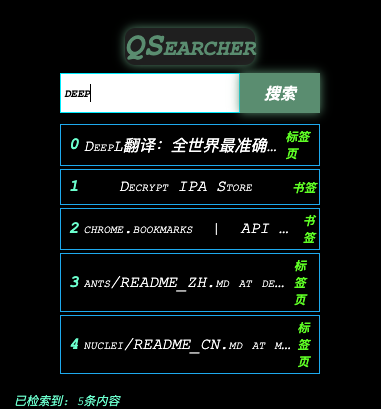 QSEARCHER
DEEP 搜索
0 DEEPL翻译：全世界最准确… 标签页
1 DECRYPT IPA STORE 书签
2 CHROME.BOOKMARKS | API … 书签
3 ANTS/README_ZH.MD AT DE… 标签页
4 NUCLEI/README_CN.MD AT M… 标签页
已检索到: 5条内容